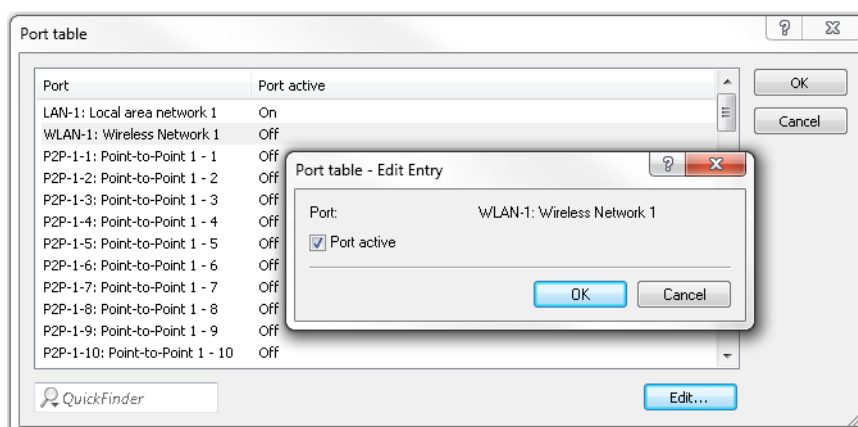 Port table
Port Port active
LAN-1: Local area network 1 On
WLAN-1: Wireless Network 1 Off
P2P-1-1: Point-to-Point 1 - 1 Off
P2P-1-2: Point-to-Point 1 - 2 Off
P2P-1-3: Point-to-Point 1 - 3 Off
P2P-1-4: Point-to-Point 1 - 4 Off
P2P-1-5: Point-to-Point 1 - 5 Off
P2P-1-6: Point-to-Point 1 - 6 Off
P2P-1-7: Point-to-Point 1 - 7 Off
P2P-1-8: Point-to-Point 1 - 8 Off
P2P-1-9: Point-to-Point 1 - 9 Off
P2P-1-10: Point-to-Point 1 - 10 Off
OK
Cancel
Port table - Edit Entry
Port: WLAN-1: Wireless Network 1
Port active
OK Cancel
QuickFinder
Edit...